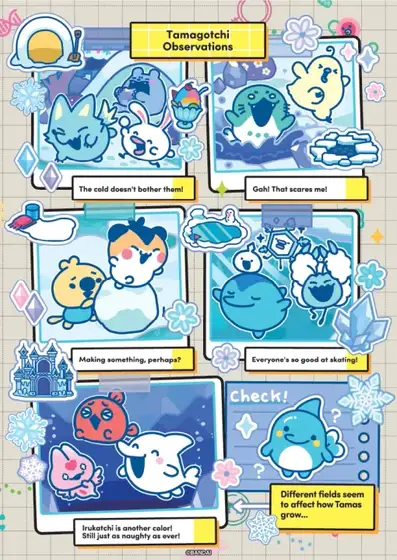 Tamagotchi
Observations
The cold doesn't bother them!
Gah! That scares me!
Making something, perhaps?
Everyone's so good at skating!
Check!
? ?
Irukatchi is another color!
Still just as naughty as ever!
Different fields seem
to affect how Tamas
grow...
©BANDAI